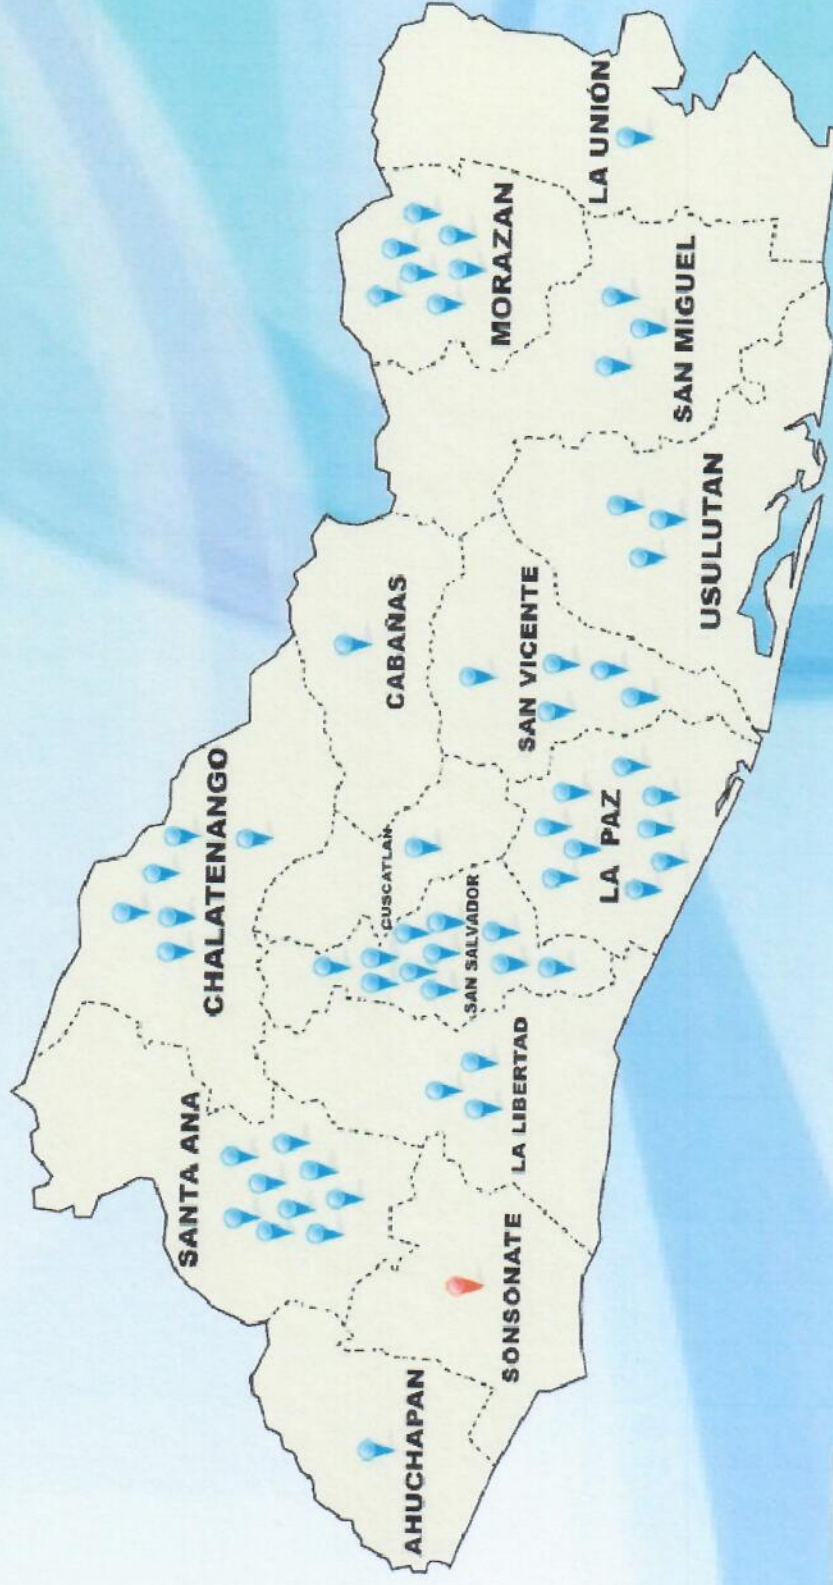 SANTA ANA
CHALATENANGO
AHUCHAPAN
SONSONATE
LA LIBERTAD
SAN SALVADOR
CUSCATLAN
LA PAZ
CABAÑAS
SAN VICENTE
USULUTAN
SAN MIGUEL
MORAZAN
LA UNIÓN